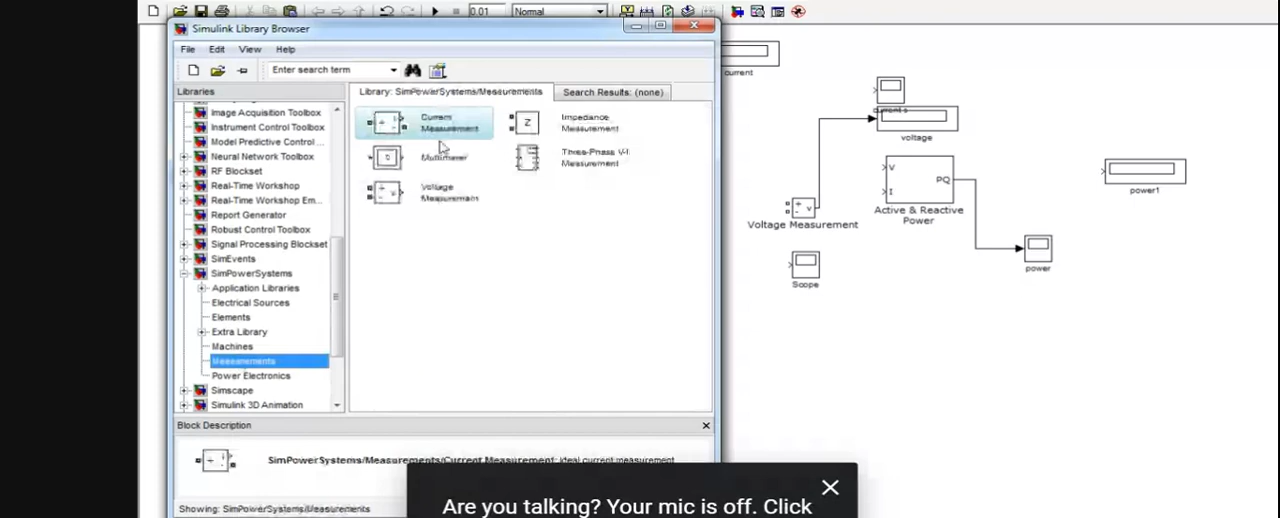 0.01
Normal
Simulink Library Browser
File Edit View Help
Enter search term
Libraries
Library: SimPowerSystems/Measurements
Search Results: (none)
Image Acquisition Toolbox
Instrument Control Toolbox
Model Predictive Control ...
Neural Network Toolbox
RF Blockset
Real-Time Workshop
Real-Time Workshop Em...
Report Generator
Robust Control Toolbox
Signal Processing Blockset
SimEvents
SimPowerSystems
Application Libraries
Electrical Sources
Elements
Extra Library
Machines
Measurements
Power Electronics
Simscape
Simulink 3D Animation
Current
Measurement
Impedance
Measurement
Multimeter
Three-Phase V-I
Measurement
Voltage
Measurement
Block Description
SimPowerSystems/Measurements/Current Measurement: Ideal current measurement
Showing: SimPowerSystems/Measurements
current
current s
voltage
V
I
PQ
Active & Reactive
Power
power1
Voltage Measurement
Scope
power
Are you talking? Your mic is off. Click